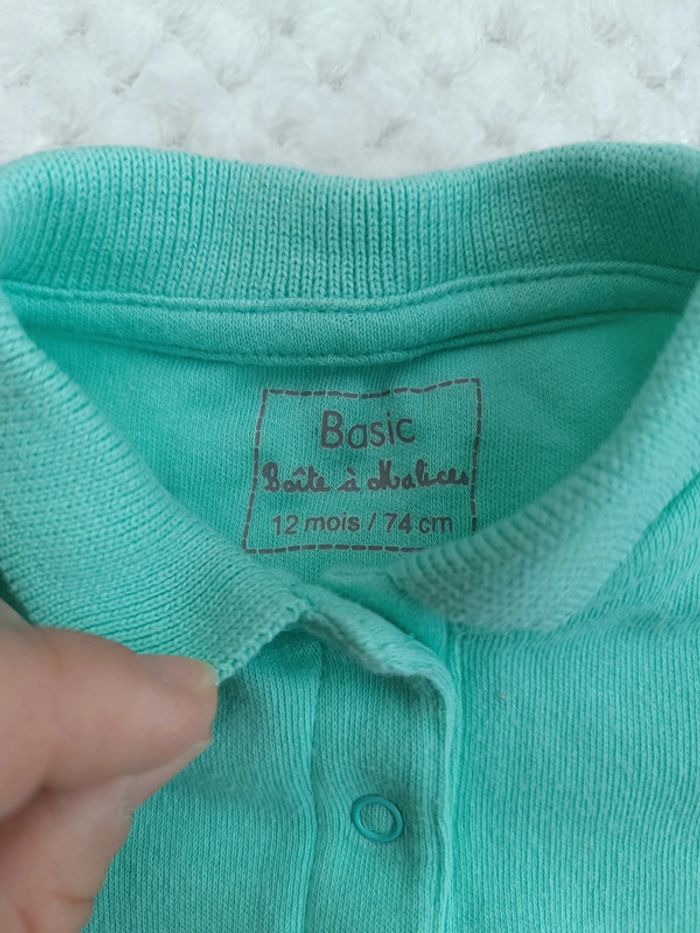 Basic
Boîte à Malices
12 mois / 74 cm